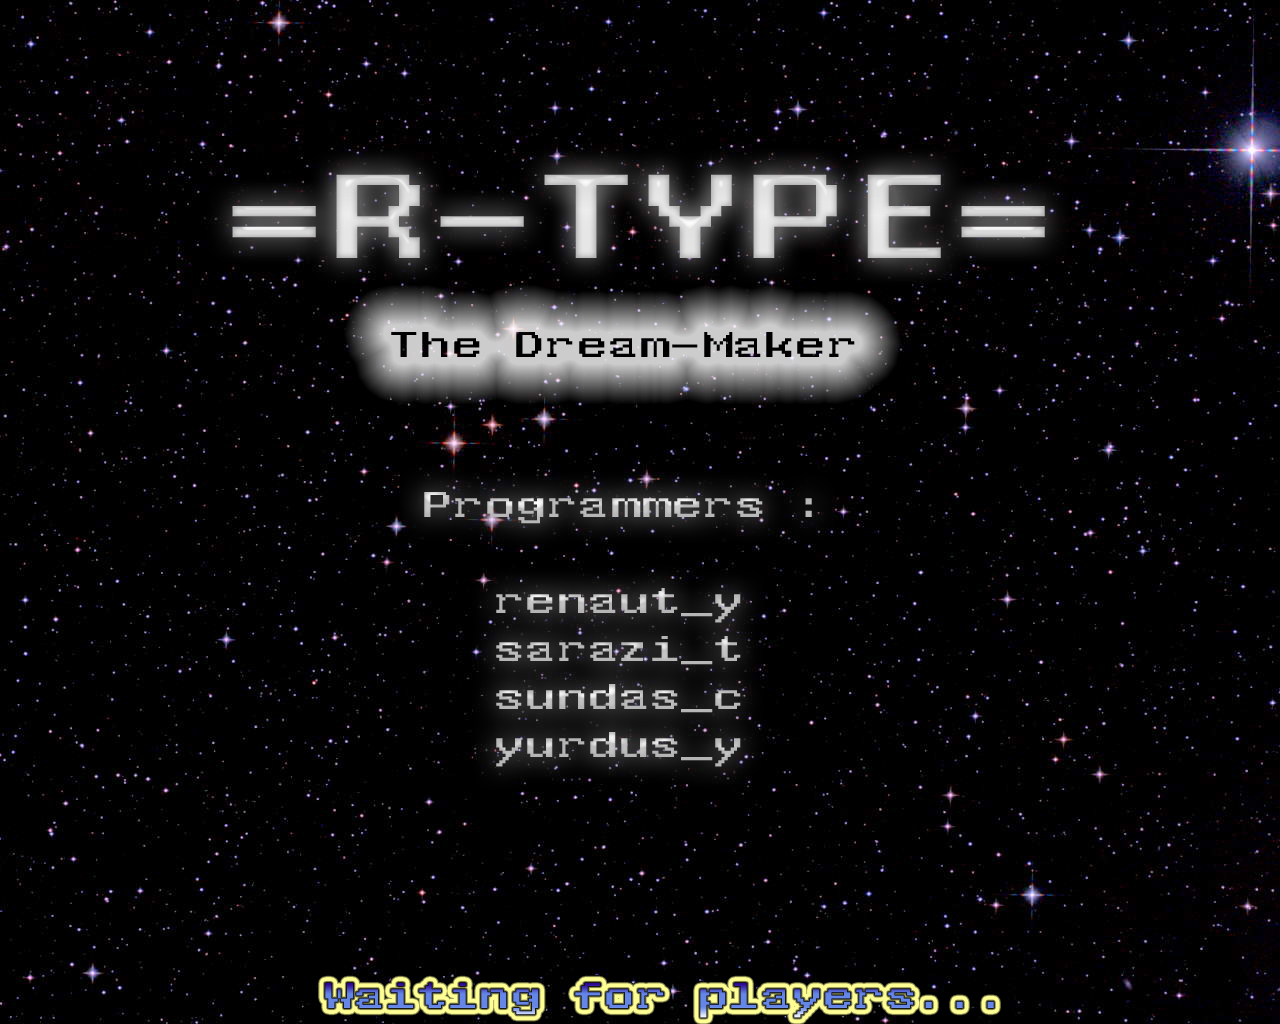 =R-TYPE=
The Dream-Maker
Programmers :
renaut_y
sarazi_t
sundas_c
yurdus_y
Waiting for players...